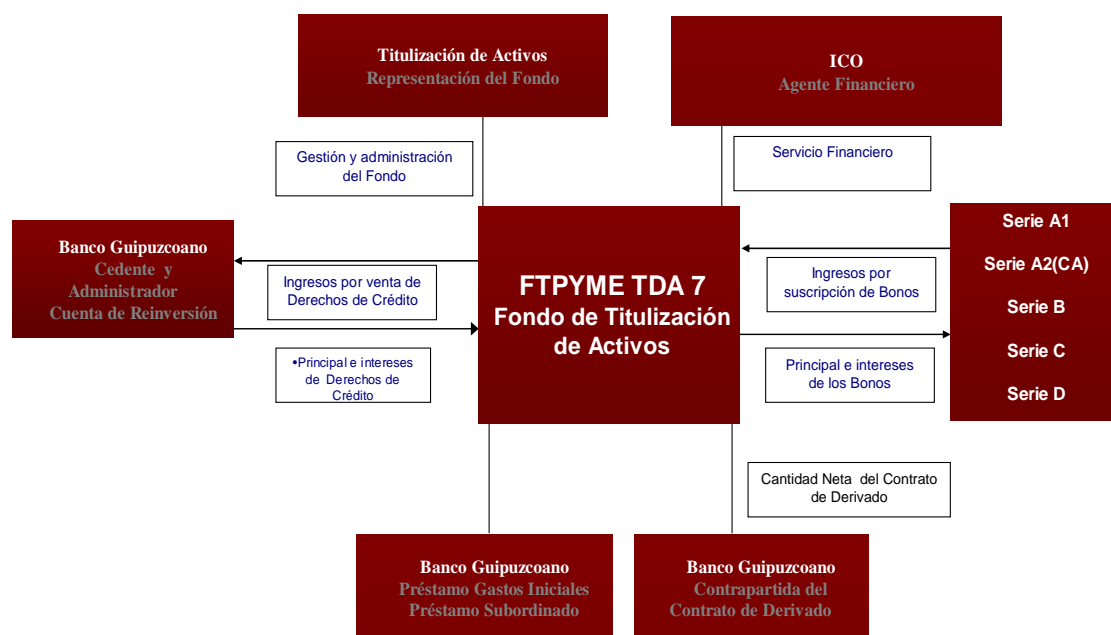 Titulización de Activos
Representación del Fondo
ICO
Agente Financiero
Gestión y administración
del Fondo
Servicio Financiero
Banco Guipuzcoano
Cedente y
Administrador
Cuenta de Reinversión
Ingresos por venta de
Derechos de Crédito
•Principal e intereses
de Derechos de
Crédito
FTPYME TDA 7
Fondo de Titulización
de Activos
Ingresos por
suscripción de Bonos
Principal e intereses
de los Bonos
Serie A1
Serie A2(CA)
Serie B
Serie C
Serie D
Cantidad Neta del Contrato
de Derivado
Banco Guipuzcoano
Préstamo Gastos Iniciales
Préstamo Subordinado
Banco Guipuzcoano
Contrapartida del
Contrato de Derivado